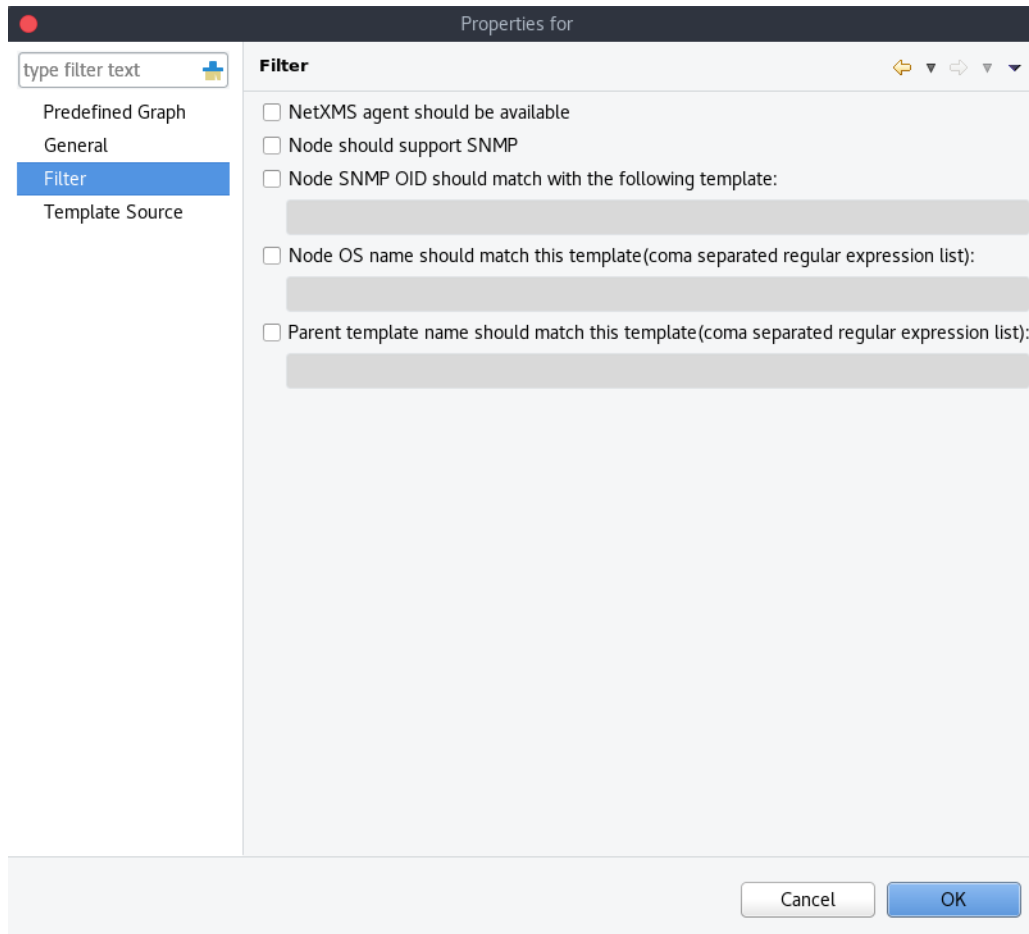 Properties for
type filter text
Predefined Graph
General
Filter
Template Source
Filter
NetXMS agent should be available
Node should support SNMP
Node SNMP OID should match with the following template:
Node OS name should match this template(coma separated regular expression list):
Parent template name should match this template(coma separated regular expression list):
Cancel
OK